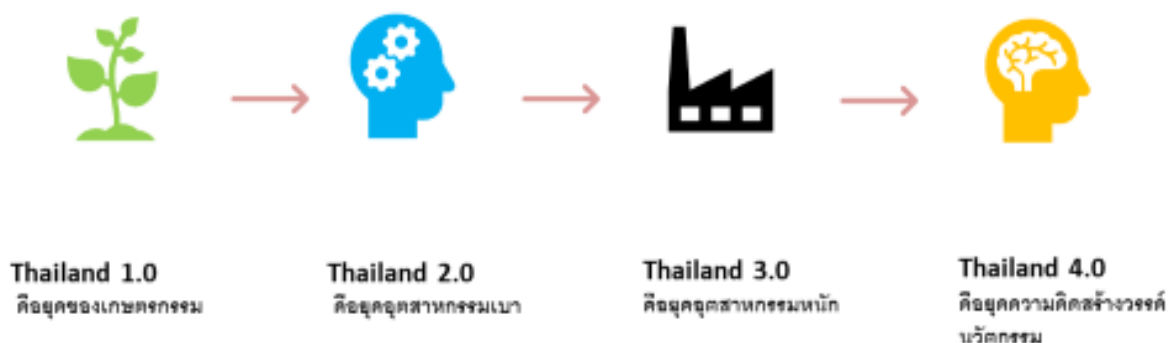 Thailand 1.0
คือยุคของเกษตรกรรม
Thailand 2.0
คือยุคอุตสาหกรรมเบา
Thailand 3.0
คือยุคอุตสาหกรรมหนัก
Thailand 4.0
คือยุคความคิดสร้างวรรค์
นวัตกรรม